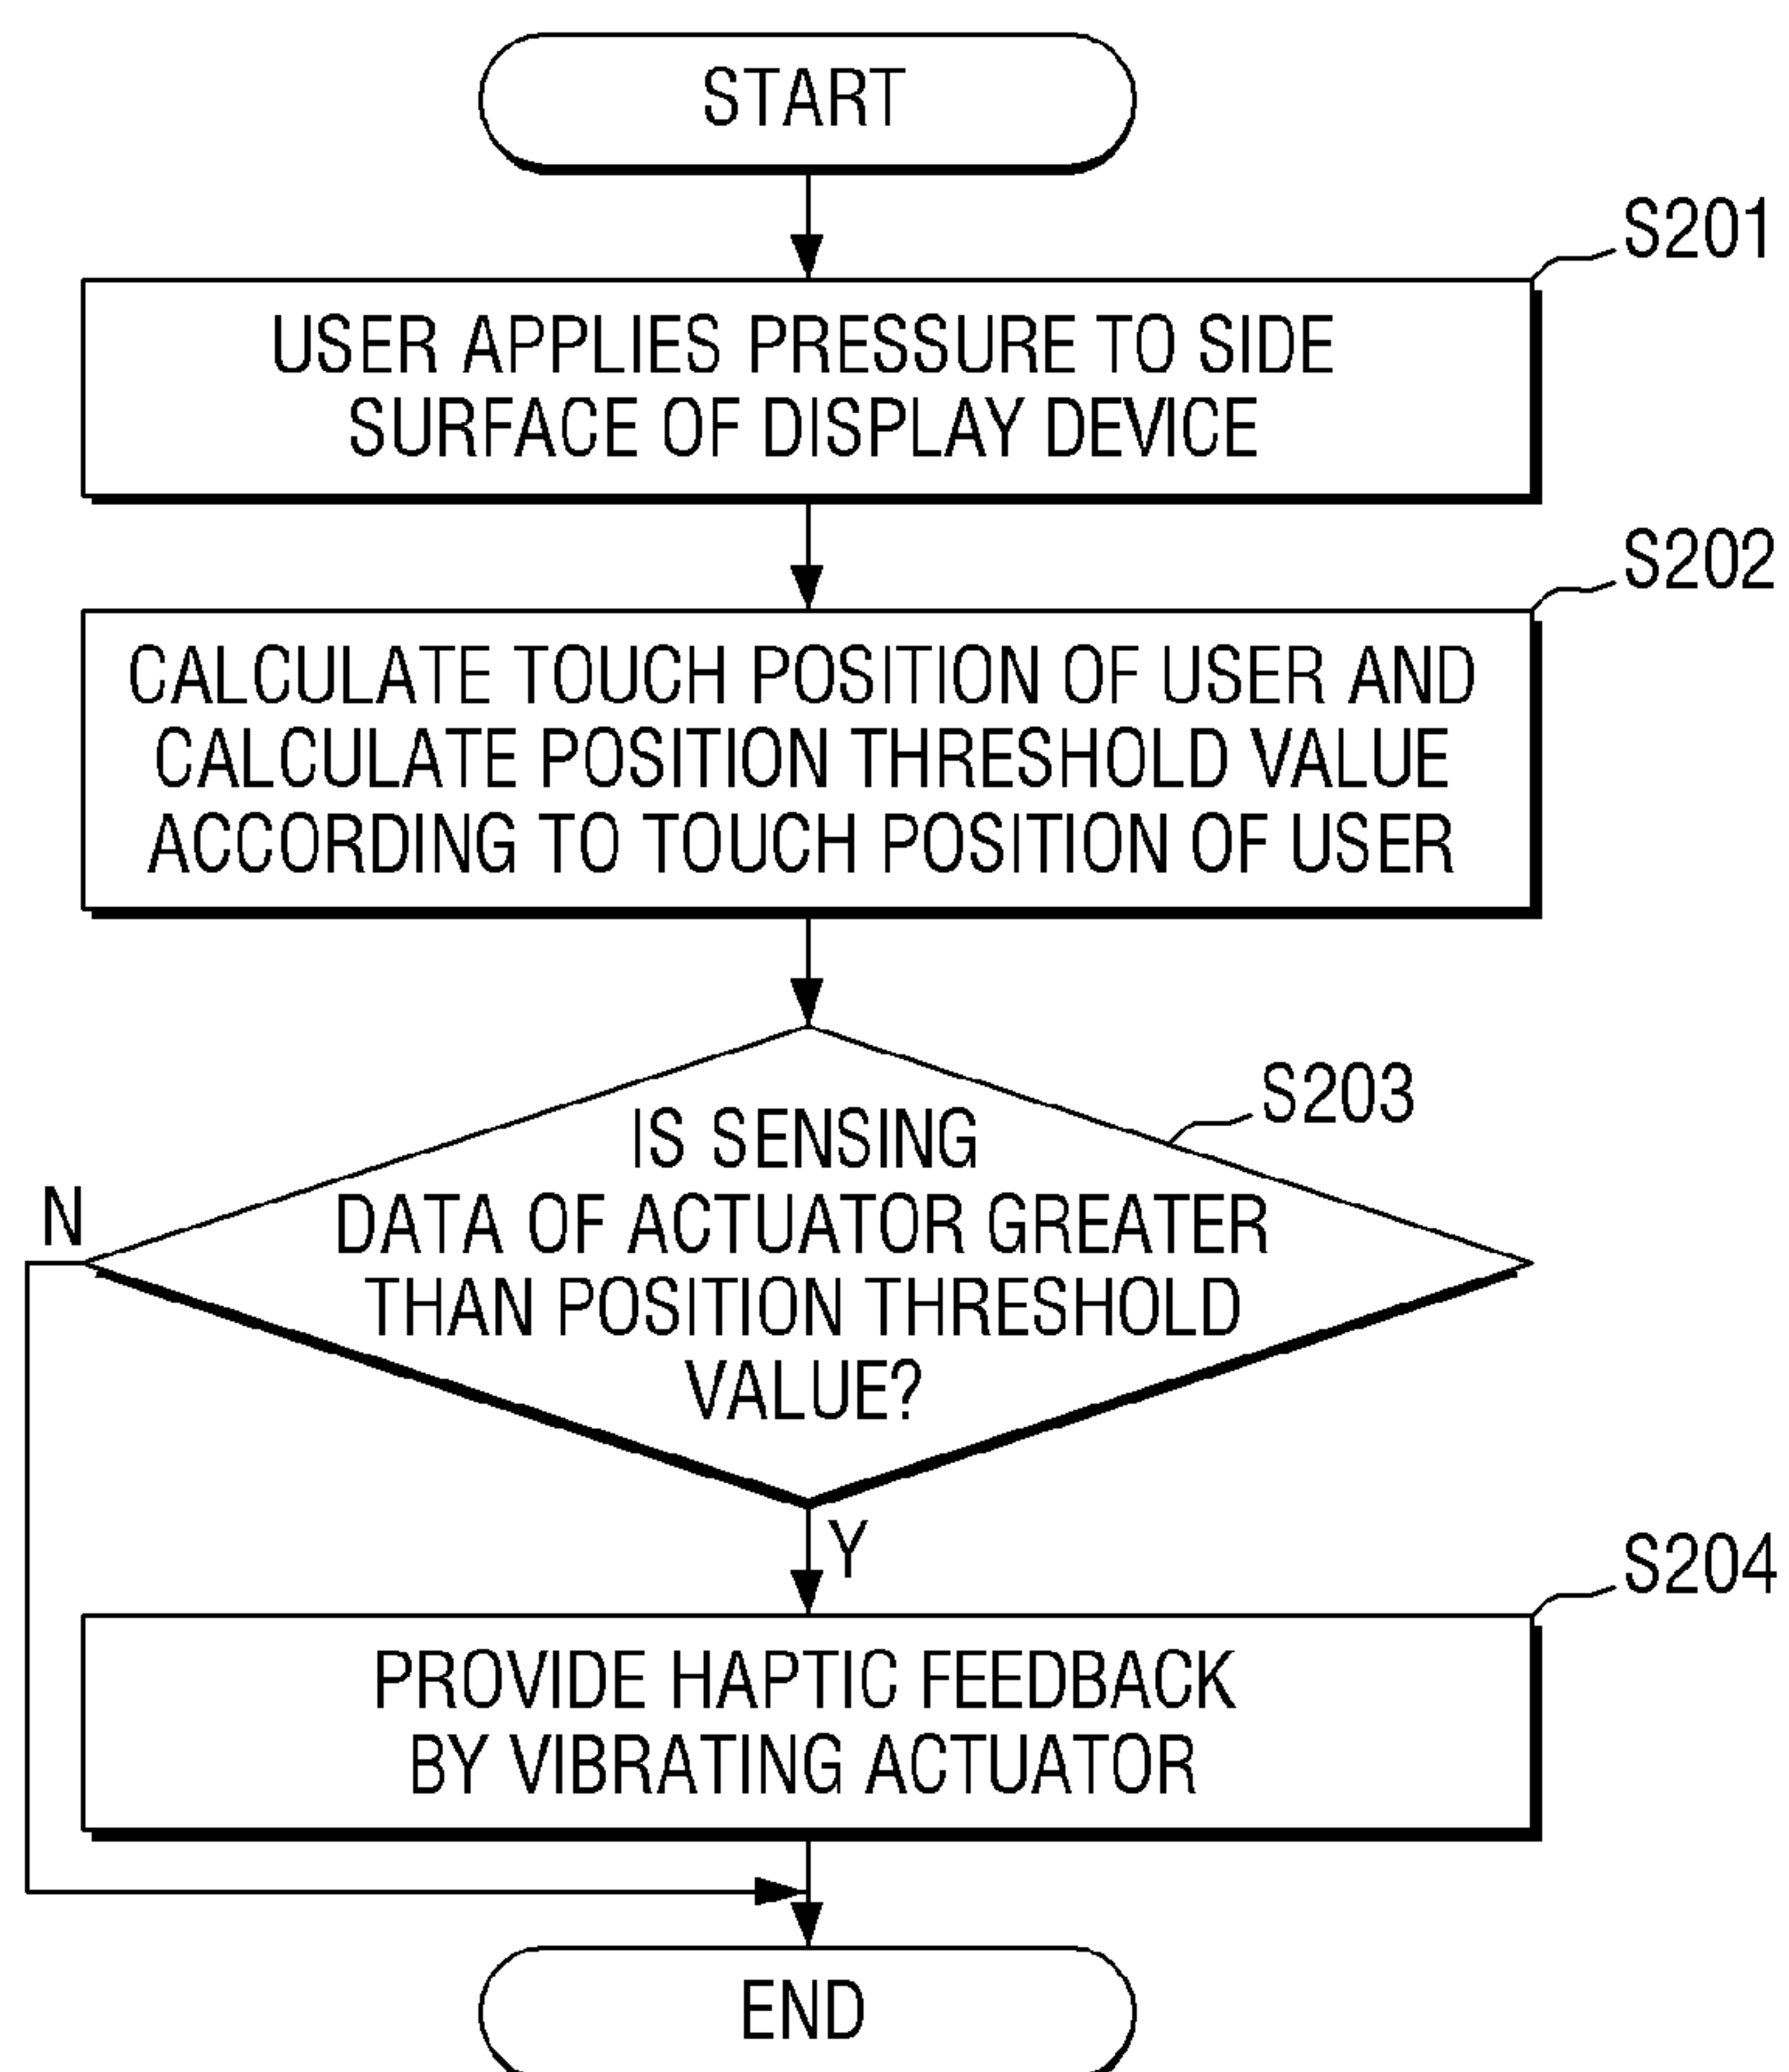 START
S201
USER APPLIES PRESSURE TO SIDE
SURFACE OF DISPLAY DEVICE
S202
CALCULATE TOUCH POSITION OF USER AND
CALCULATE POSITION THRESHOLD VALUE
ACCORDING TO TOUCH POSITION OF USER
S203
IS SENSING
DATA OF ACTUATOR GREATER
THAN POSITION THRESHOLD
VALUE?
N
Y
S204
PROVIDE HAPTIC FEEDBACK
BY VIBRATING ACTUATOR
END